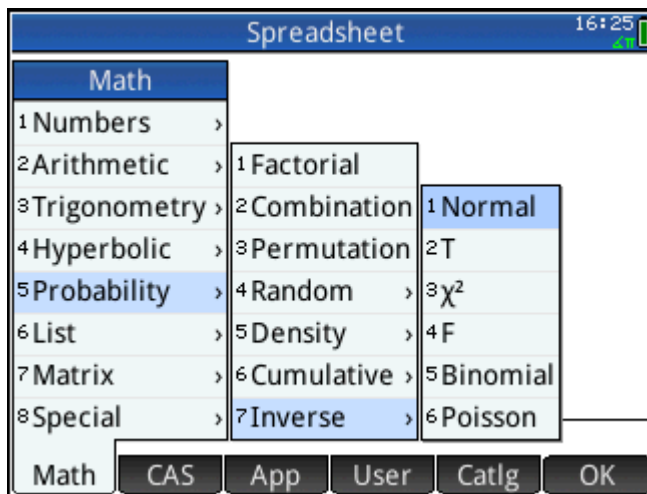 Spreadsheet
16:25
∡π
Math
1 Numbers ›
2 Arithmetic ›
3 Trigonometry ›
4 Hyperbolic ›
5 Probability ›
6 List ›
7 Matrix ›
8 Special ›
1 Factorial
2 Combination
3 Permutation
4 Random ›
5 Density ›
6 Cumulative ›
7 Inverse ›
1 Normal
2 T
3 χ²
4 F
5 Binomial
6 Poisson
Math CAS App User Catlg OK